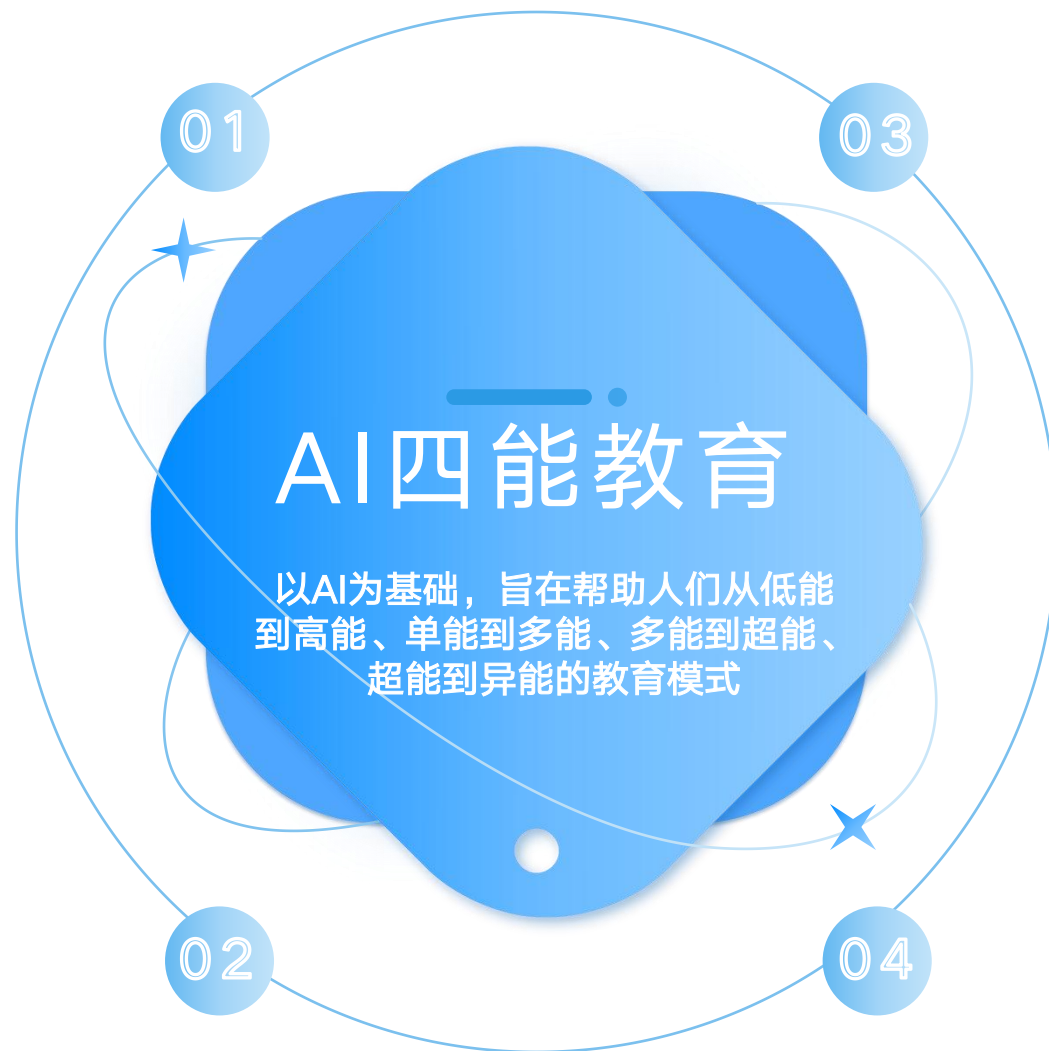 01
03
AI四能教育
以AI为基础，旨在帮助人们从低能
到高能、单能到多能、多能到超能、
超能到异能的教育模式
02
04